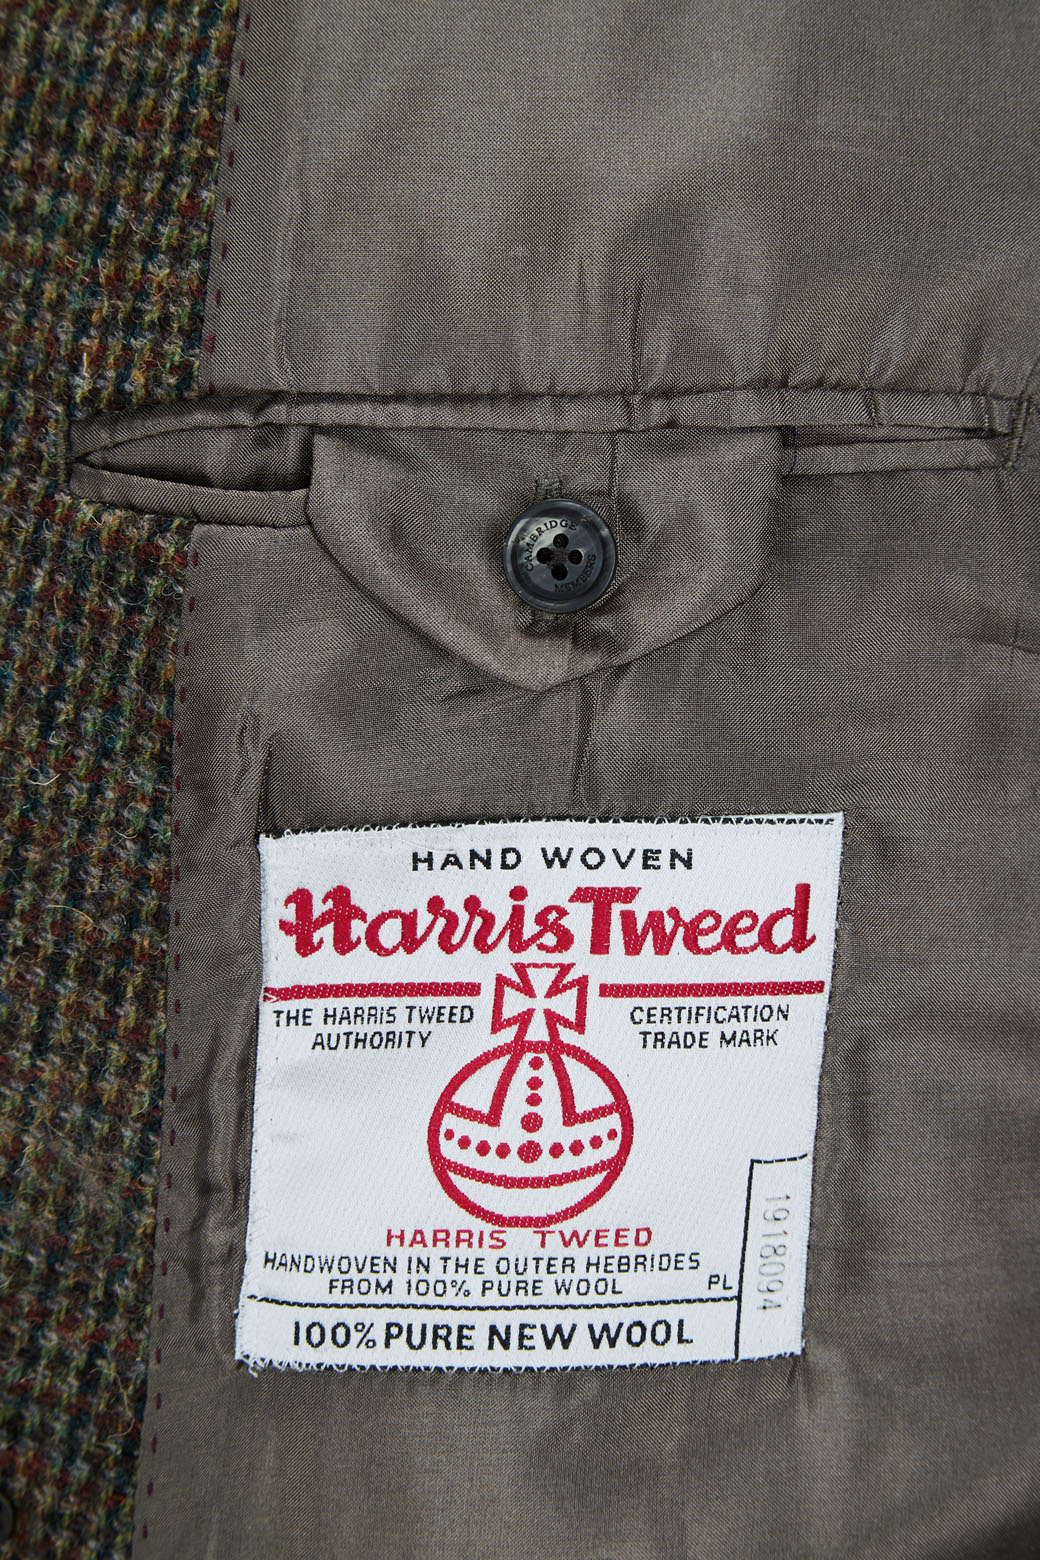 CAMBRIDGE
MEMBERS
HAND WOVEN
Harris Tweed
THE HARRIS TWEED
AUTHORITY
CERTIFICATION
TRADE MARK
HARRIS TWEED
HANDWOVEN IN THE OUTER HEBRIDES
FROM 100% PURE WOOL
PL
100% PURE NEW WOOL
19180994